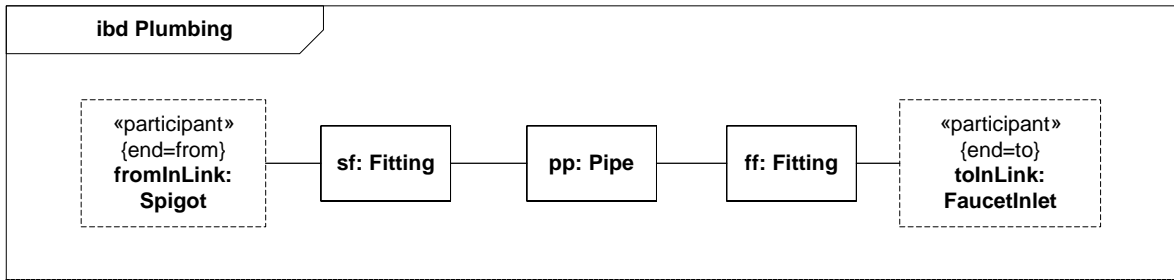 ibd Plumbing
«participant»
{end=from}
fromInLink:
Spigot
sf: Fitting
pp: Pipe
ff: Fitting
«participant»
{end=to}
toInLink:
FaucetInlet